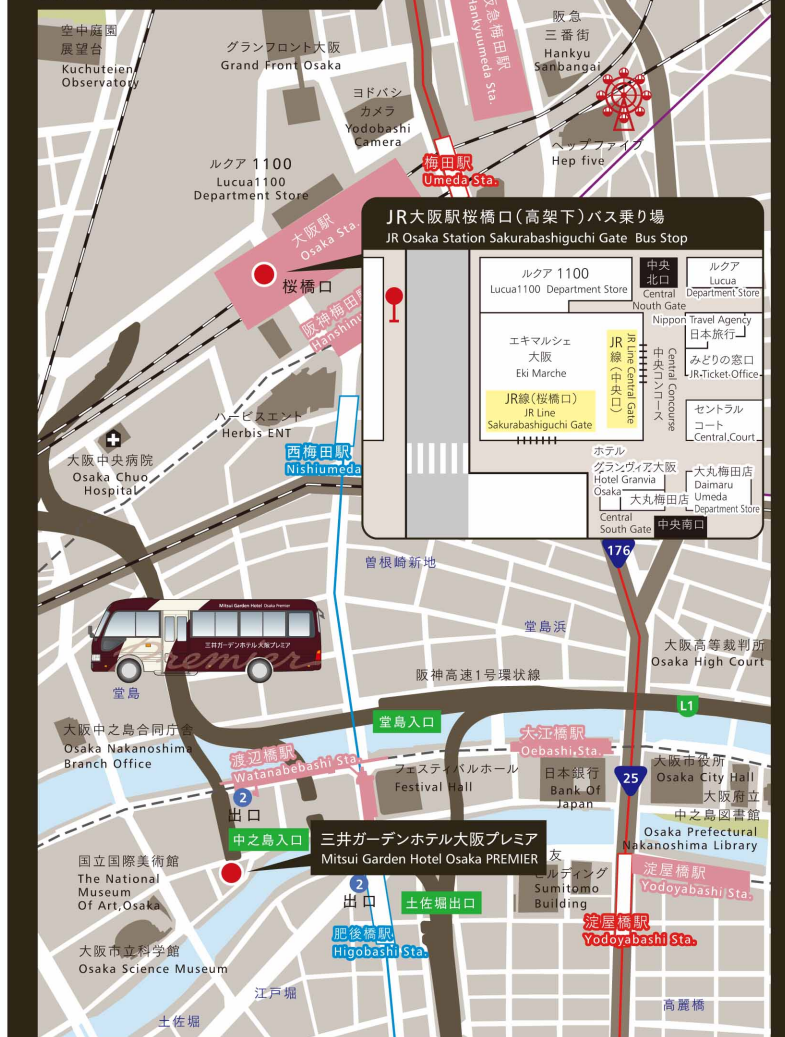 空中庭園
展望台
Kuchuteien
Observatory
グランフロント大阪
Grand Front Osaka
ヨドバシ
カメラ
Yodobashi
Camera
阪急梅田駅
Hankyuumeda Sta.
阪急
三番街
Hankyu
Sanbangai
ヘップファイブ
Hep five
梅田駅
Umeda Sta.
ルクア 1100
Lucua1100
Department Store
大阪駅
Osaka Sta.
桜橋口
阪神梅田駅
Hanshinu
JR大阪駅桜橋口(高架下)バス乗り場
JR Osaka Station Sakurabashiguchi Gate Bus Stop
ルクア 1100
Lucua1100 Department Store
中央
北口
Central
Nouth Gate
ルクア
Lucua
Department Store
Nippon Travel Agency
日本旅行
みどりの窓口
JR-Ticket-Office
エキマルシェ
大阪
Eki Marche
JR線(中央口)
JR Line Central Gate
中央コンコース
Central Concourse
JR線(桜橋口)
JR Line
Sakurabashiguchi Gate
セントラル
コート
Central,Court
ホテル
グランヴィア大阪
Hotel Granvia
Osaka
大丸梅田店
大丸梅田店
Daimaru
Umeda
Department Store
Central
South Gate
中央南口
ハービスエント
Herbis ENT
大阪中央病院
Osaka Chuo
Hospital
西梅田駅
Nishiumeda
176
曽根崎新地
堂島浜
Mitsui Garden Hotel Osaka Premier
三井ガーデンホテル大阪プレミア
Premier
堂島
阪神高速1号環状線
大阪高等裁判所
Osaka High Court
L1
堂島入口
大阪中之島合同庁舎
Osaka Nakanoshima
Branch Office
渡辺橋駅
Watanabebashi Sta.
2
出口
大江橋駅
Oebashi,Sta.
フェスティバルホール
Festival Hall
日本銀行
Bank Of
Japan
25
大阪市役所
Osaka City Hall
大阪府立
中之島図書館
Osaka Prefectural
Nakanoshima Library
中之島入口
三井ガーデンホテル大阪プレミア
Mitsui Garden Hotel Osaka PREMIER
国立国際美術館
The National
Museum
Of Art,Osaka
2
出口
土佐堀出口
友
ビルディング
Sumitomo
Building
淀屋橋駅
Yodoyabashi Sta.
淀屋橋駅
Yodoyabashi Sta.
肥後橋駅
Higobashi Sta.
大阪市立科学館
Osaka Science Museum
江戸堀
土佐堀
高麗橋